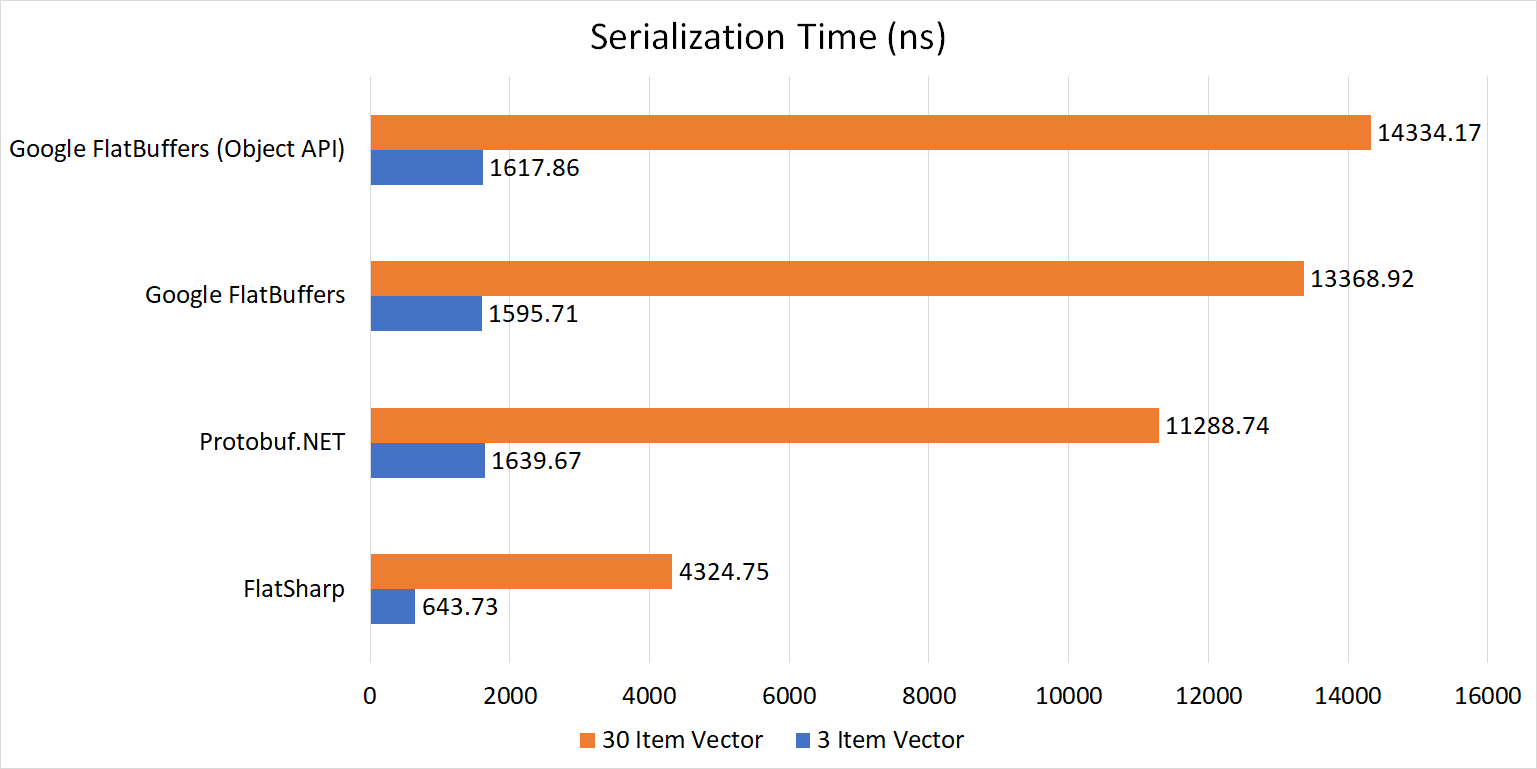 Serialization Time (ns)
Google FlatBuffers (Object API)
14334.17
1617.86
Google FlatBuffers
13368.92
1595.71
Protobuf.NET
11288.74
1639.67
FlatSharp
4324.75
643.73
0 2000 4000 6000 8000 10000 12000 14000 16000
30 Item Vector 3 Item Vector